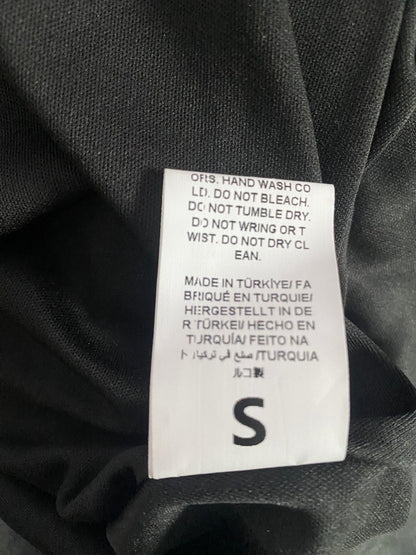 ORS. HAND WASH CO
LD. DO NOT BLEACH.
DO NOT TUMBLE DRY.
DO NOT WRING OR T
WIST. DO NOT DRY CL
EAN.
MADE IN TÜRKİYE/ FA
BRIQUÉ EN TURQUIE/
HERGESTELLT IN DE
R TÜRKEI/ HECHO EN
TURQUÍA/ FEITO NA
TURQUIA/ صنع في تركيا/ ト
ルコ製
S